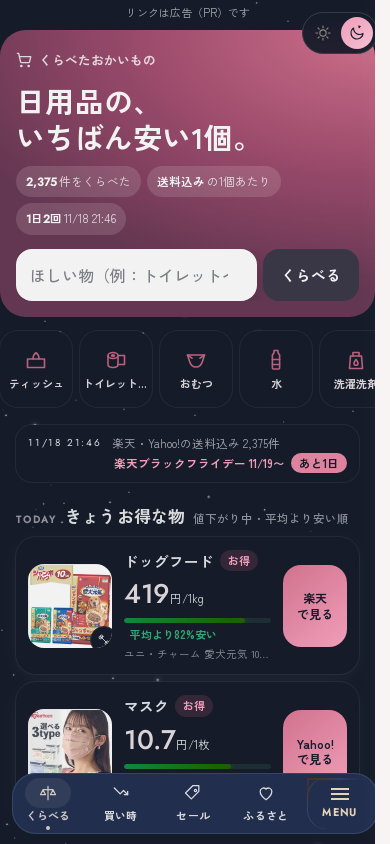 リンクは広告（PR）です
くらべたおかいもの
日用品の、
いちばん安い1個。
2,375件をくらべた
送料込みの1個あたり
1日2回 11/18 21:46
ほしい物（例：トイレット
くらべる
ティッシュ
トイレット…
おむつ
水
洗濯洗剤
11/18 21:46 楽天・Yahoo!の送料込み 2,375件
楽天ブラックフライデー 11/19〜 あと1日
TODAY きょうお得な物 値下がり中・平均より安い順
ドッグフード お得
419円/1kg
平均より82%安い
ユニ・チャーム 愛犬元気 10…
楽天
で見る
マスク お得
10.7円/1枚
Yahoo!
で見る
選べる
3type
くらべる
買い時
セール
ふるさと
MENU